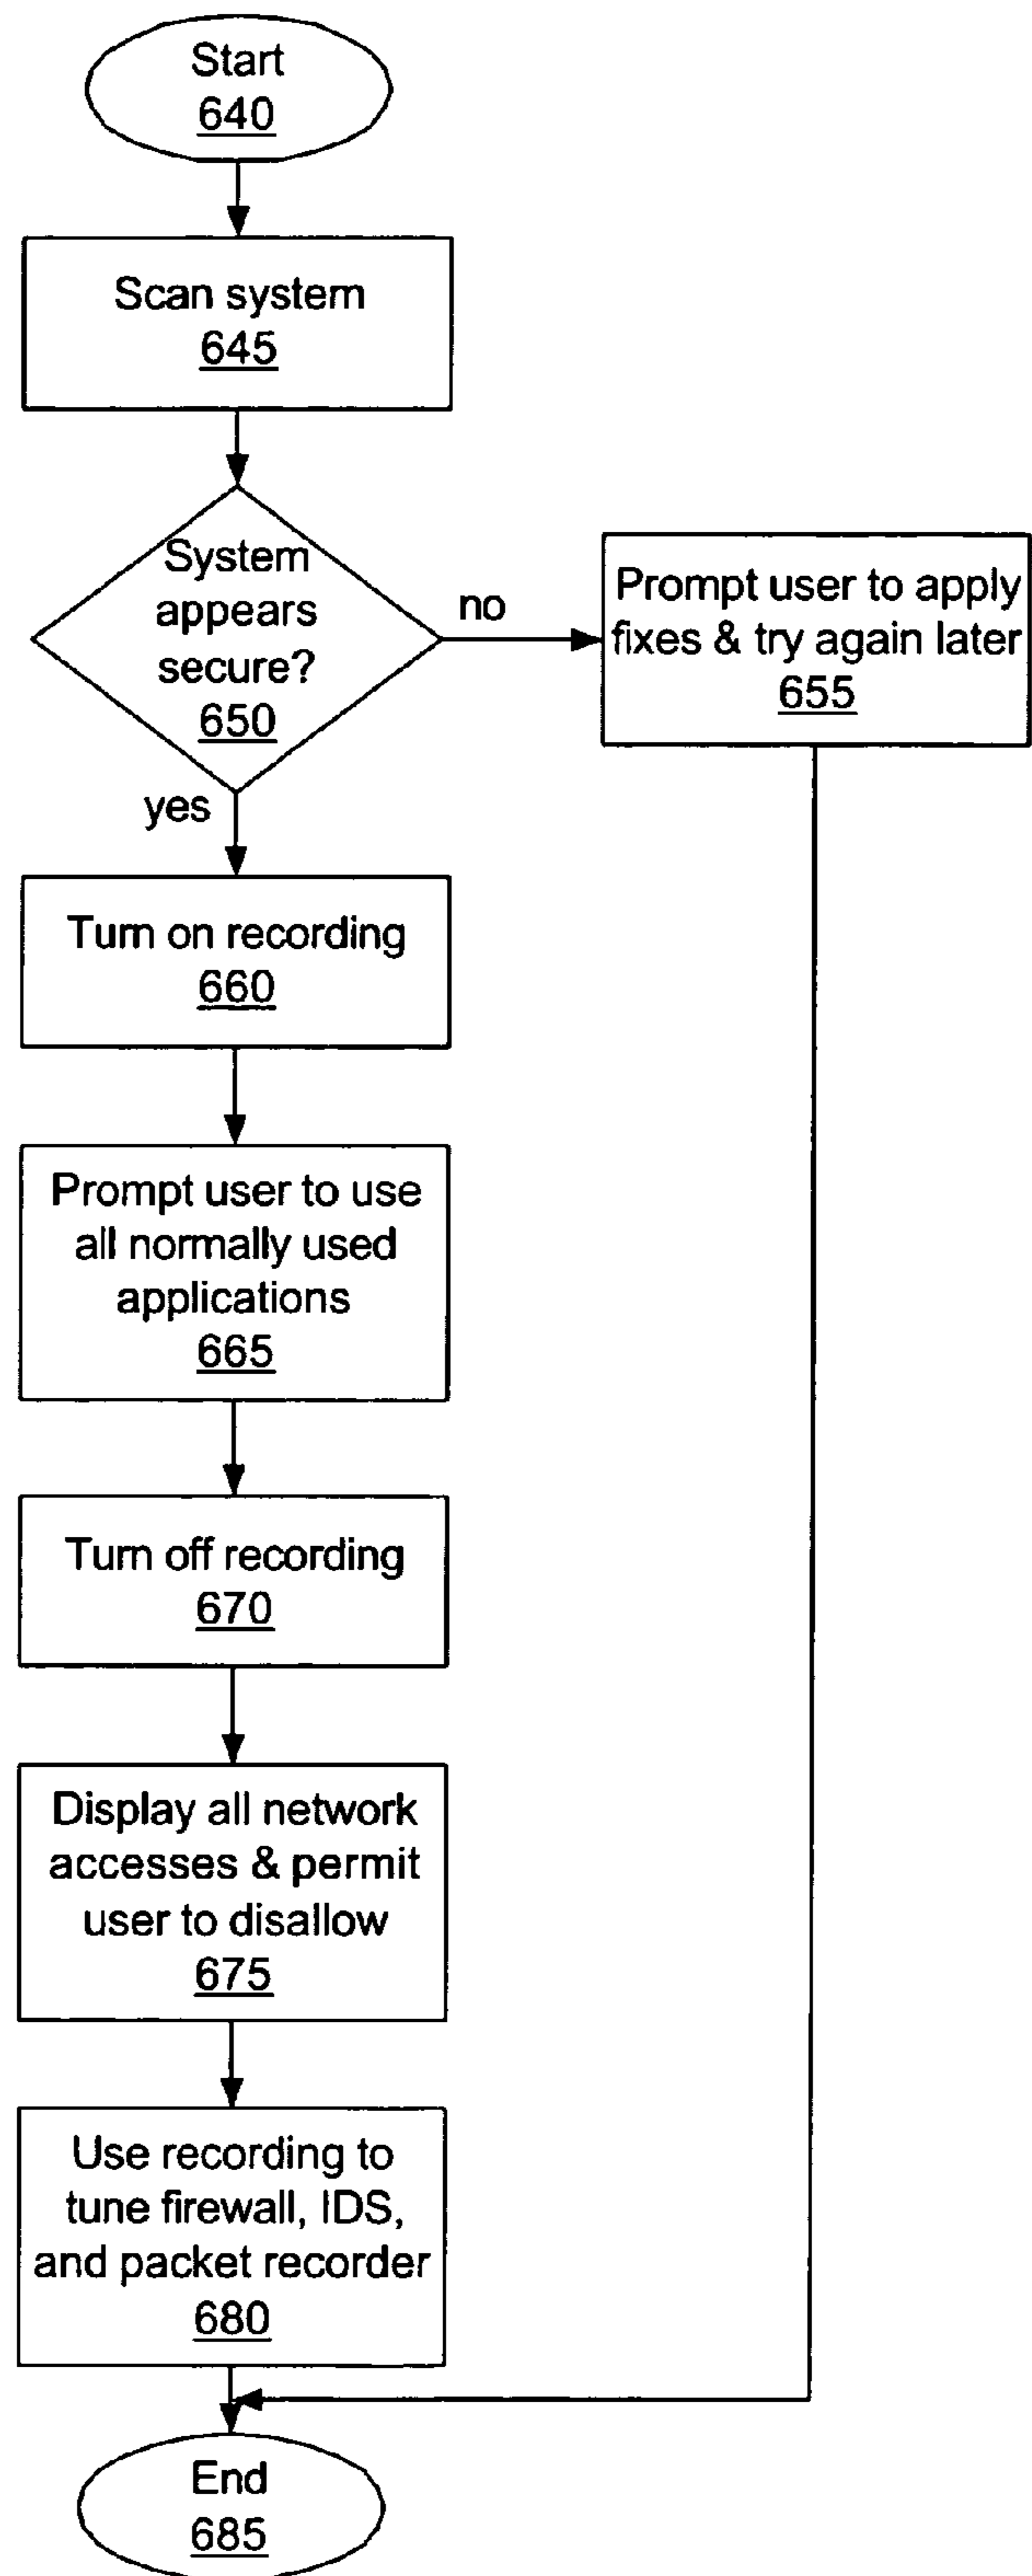 Start
640
Scan system
645
System
appears
secure?
650
no
Prompt user to apply
fixes & try again later
655
yes
Turn on recording
660
Prompt user to use
all normally used
applications
665
Turn off recording
670
Display all network
accesses & permit
user to disallow
675
Use recording to
tune firewall, IDS,
and packet recorder
680
End
685